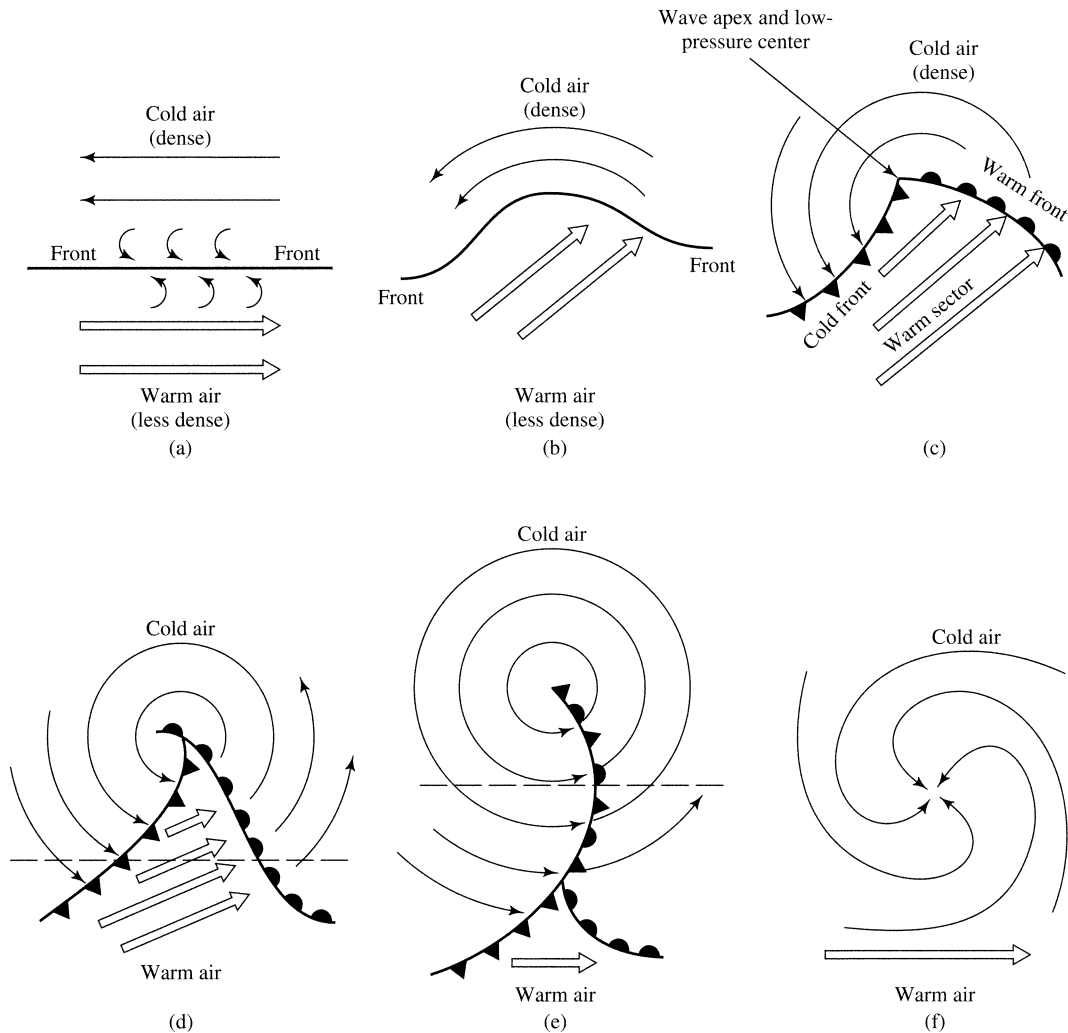 Cold air
(dense)
Front
Front
Warm air
(less dense)
(a)
Cold air
(dense)
Front
Front
Warm air
(less dense)
(b)
Wave apex and low-
pressure center
Cold air
(dense)
Warm front
Cold front
Warm sector
(c)
Cold air
Warm air
(d)
Cold air
Warm air
(e)
Cold air
Warm air
(f)